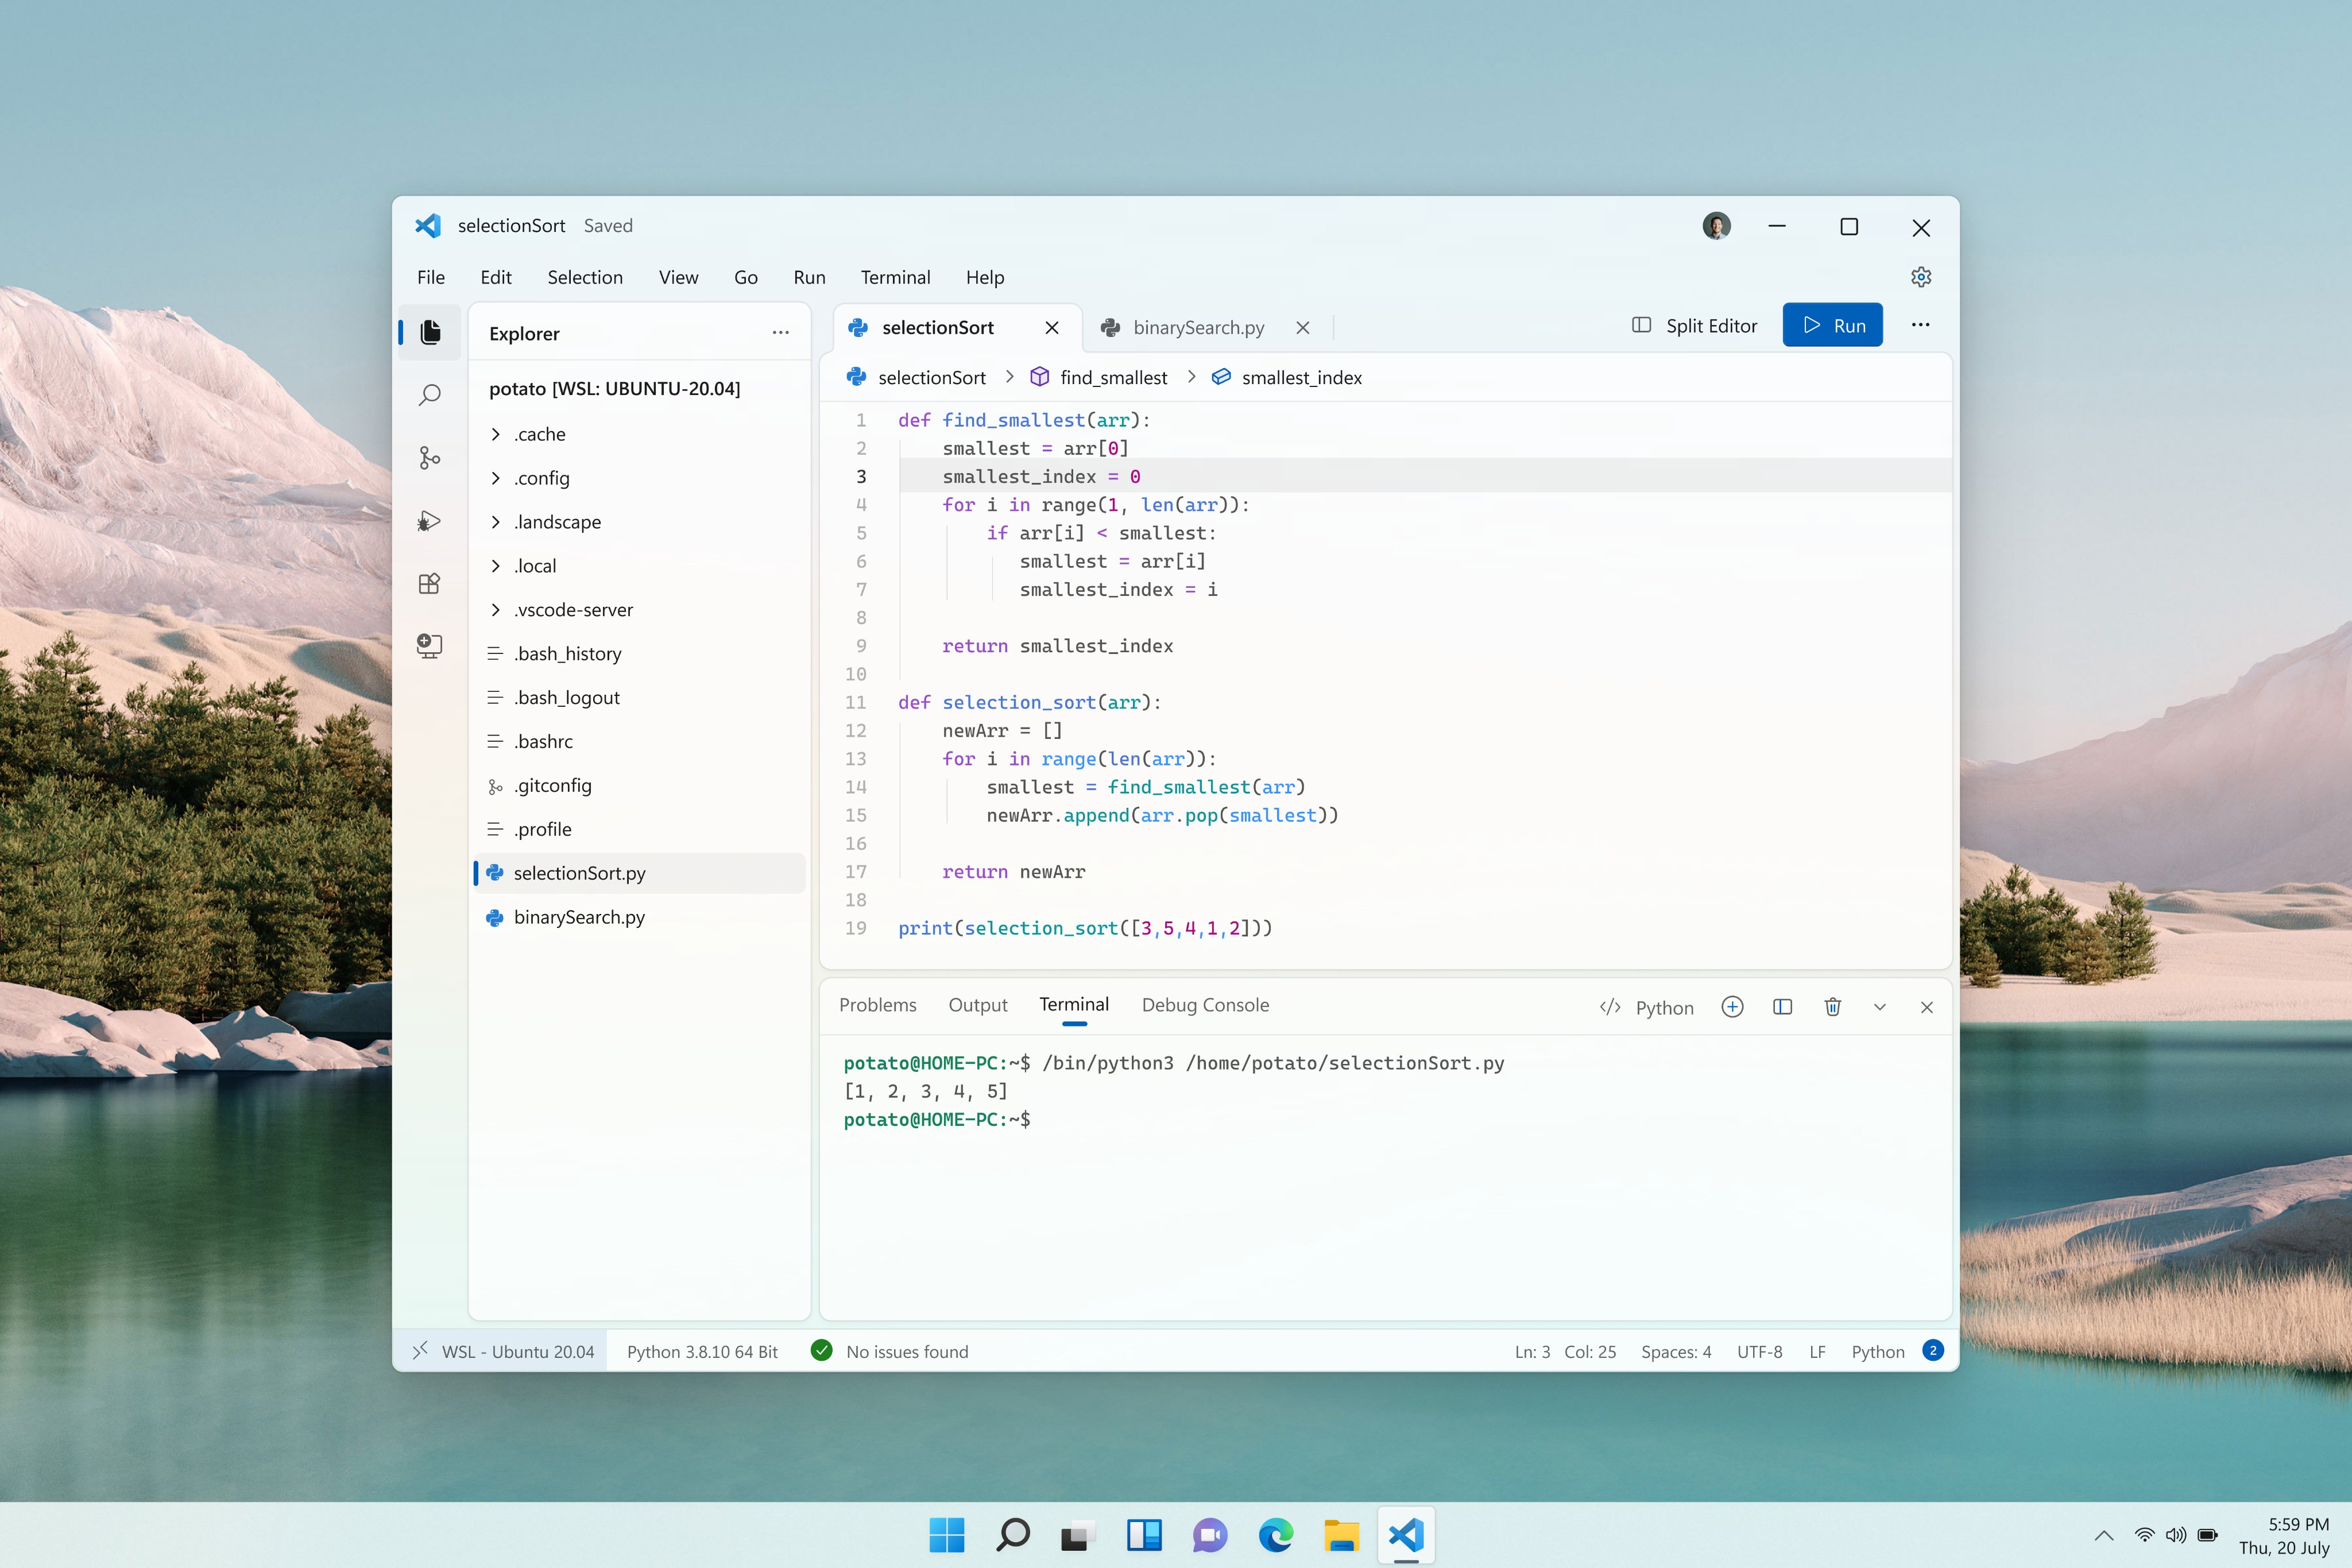 selectionSort Saved
File Edit Selection View Go Run Terminal Help
Explorer
potato [WSL: UBUNTU-20.04]
.cache
.config
.landscape
.local
.vscode-server
.bash_history
.bash_logout
.bashrc
.gitconfig
.profile
selectionSort.py
binarySearch.py
selectionSort binarySearch.py Split Editor Run
selectionSort > find_smallest > smallest_index
1 def find_smallest(arr):
2     smallest = arr[0]
3     smallest_index = 0
4     for i in range(1, len(arr)):
5         if arr[i] < smallest:
6            smallest = arr[i]
7            smallest_index = i
8
9     return smallest_index
10
11 def selection_sort(arr):
12     newArr = []
13     for i in range(len(arr)):
14         smallest = find_smallest(arr)
15         newArr.append(arr.pop(smallest))
16
17     return newArr
18
19 print(selection_sort([3,5,4,1,2]))
Problems Output Terminal Debug Console </> Python
potato@HOME-PC:~$ /bin/python3 /home/potato/selectionSort.py
[1, 2, 3, 4, 5]
potato@HOME-PC:~$
WSL - Ubuntu 20.04 Python 3.8.10 64 Bit No issues found Ln: 3 Col: 25 Spaces: 4 UTF-8 LF Python 2
5:59 PM
Thu, 20 July